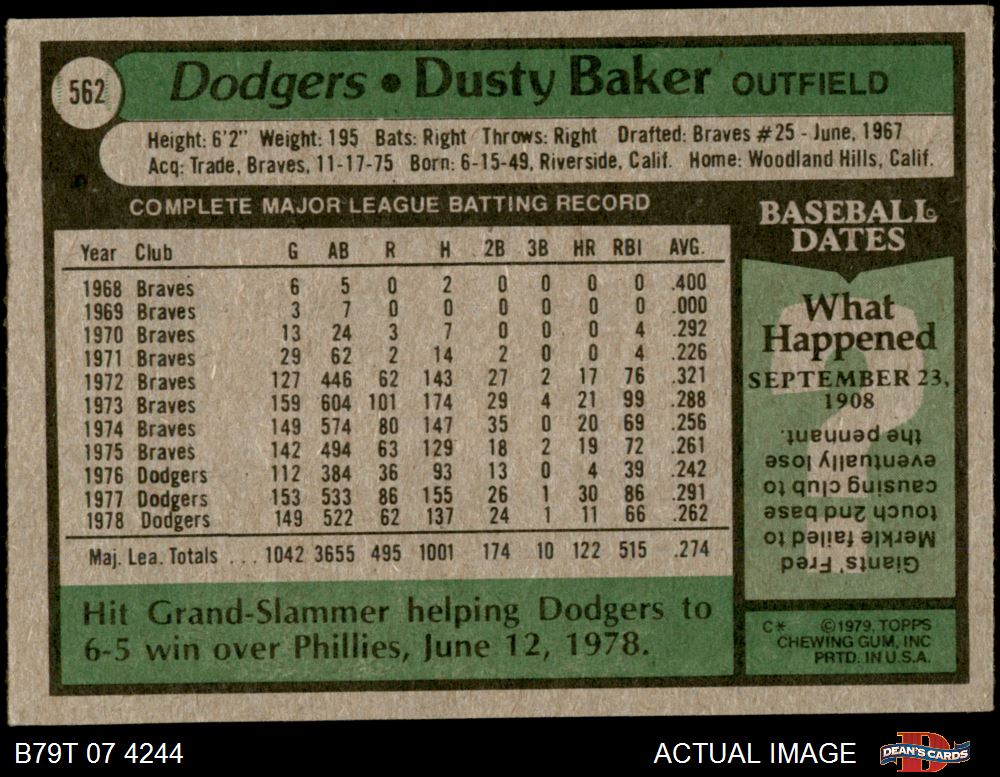 562
Dodgers • Dusty Baker OUTFIELD
Height: 6'2" Weight: 195 Bats: Right Throws: Right Drafted: Braves #25 - June, 1967
Acq: Trade, Braves, 11-17-75 Born: 6-15-49, Riverside, Calif. Home: Woodland Hills, Calif.
COMPLETE MAJOR LEAGUE BATTING RECORD
Year Club G AB R H 2B 3B HR RBI AVG.
1968 Braves 6 5 0 2 0 0 0 0 .400
1969 Braves 3 7 0 0 0 0 0 0 .000
1970 Braves 13 24 3 7 0 0 0 4 .292
1971 Braves 29 62 2 14 2 0 0 4 .226
1972 Braves 127 446 62 143 27 2 17 76 .321
1973 Braves 159 604 101 174 29 4 21 99 .288
1974 Braves 149 574 80 147 35 0 20 69 .256
1975 Braves 142 494 63 129 18 2 19 72 .261
1976 Dodgers 112 384 36 93 13 0 4 39 .242
1977 Dodgers 153 533 86 155 26 1 30 86 .291
1978 Dodgers 149 522 62 137 24 1 11 66 .262
Maj. Lea. Totals ... 1042 3655 495 1001 174 10 122 515 .274
Hit Grand-Slammer helping Dodgers to
6-5 win over Phillies, June 12, 1978.
BASEBALL
DATES
What
Happened
SEPTEMBER 23,
1908
?
Giants' Fred
Merkle failed to
touch 2nd base
causing club to
eventually lose
the pennant.
C* ©1979, TOPPS
CHEWING GUM, INC
PRTD. IN U.S.A.
B79T 07 4244
ACTUAL IMAGE
D
DEAN'S CARDS